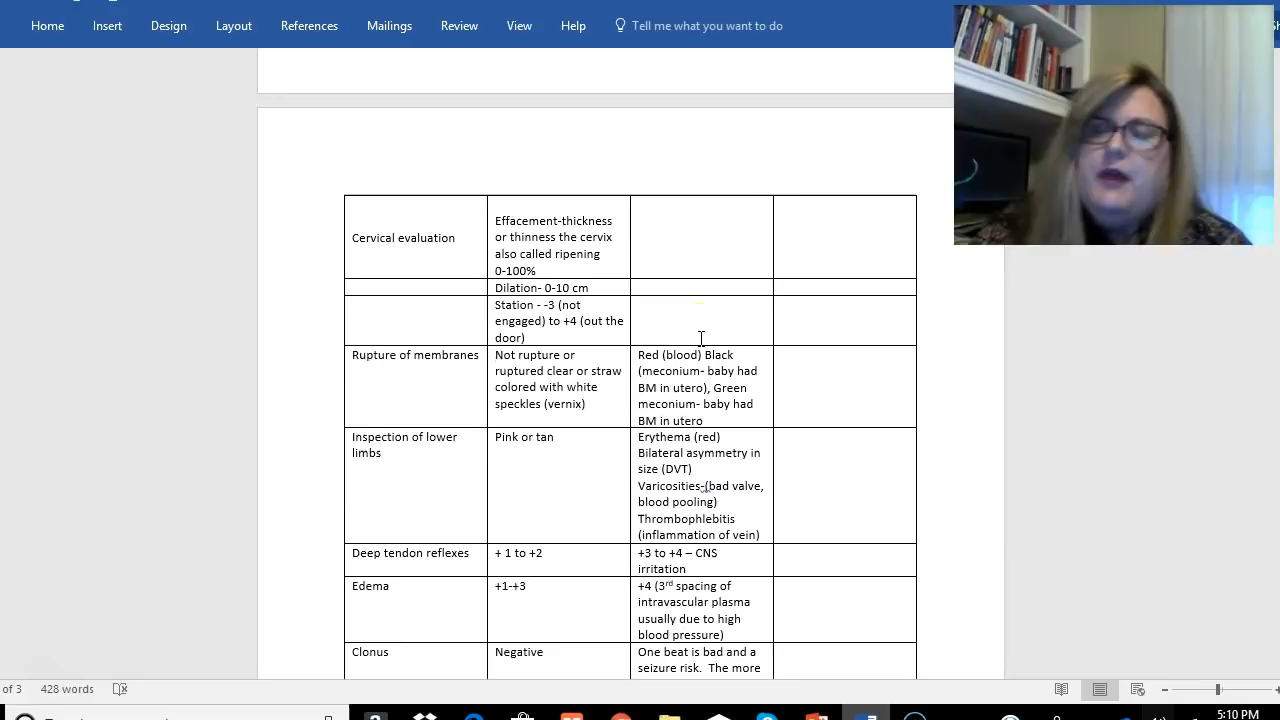 Home Insert Design Layout References Mailings Review View Help Tell me what you want to do
Cervical evaluation
Effacement-thickness
or thinness the cervix
also called ripening
0-100%
Dilation- 0-10 cm
Station - -3 (not
engaged) to +4 (out the
door)
Rupture of membranes
Not rupture or
ruptured clear or straw
colored with white
speckles (vernix)
Red (blood) Black
(meconium- baby had
BM in utero), Green
meconium- baby had
BM in utero
Inspection of lower
limbs
Pink or tan
Erythema (red)
Bilateral asymmetry in
size (DVT)
Varicosities-(bad valve,
blood pooling)
Thrombophlebitis
(inflammation of vein)
Deep tendon reflexes
+ 1 to +2
+3 to +4 – CNS
irritation
Edema
+1-+3
+4 (3rd spacing of
intravascular plasma
usually due to high
blood pressure)
Clonus
Negative
One beat is bad and a
seizure risk. The more
of 3 428 words
5:10 PM